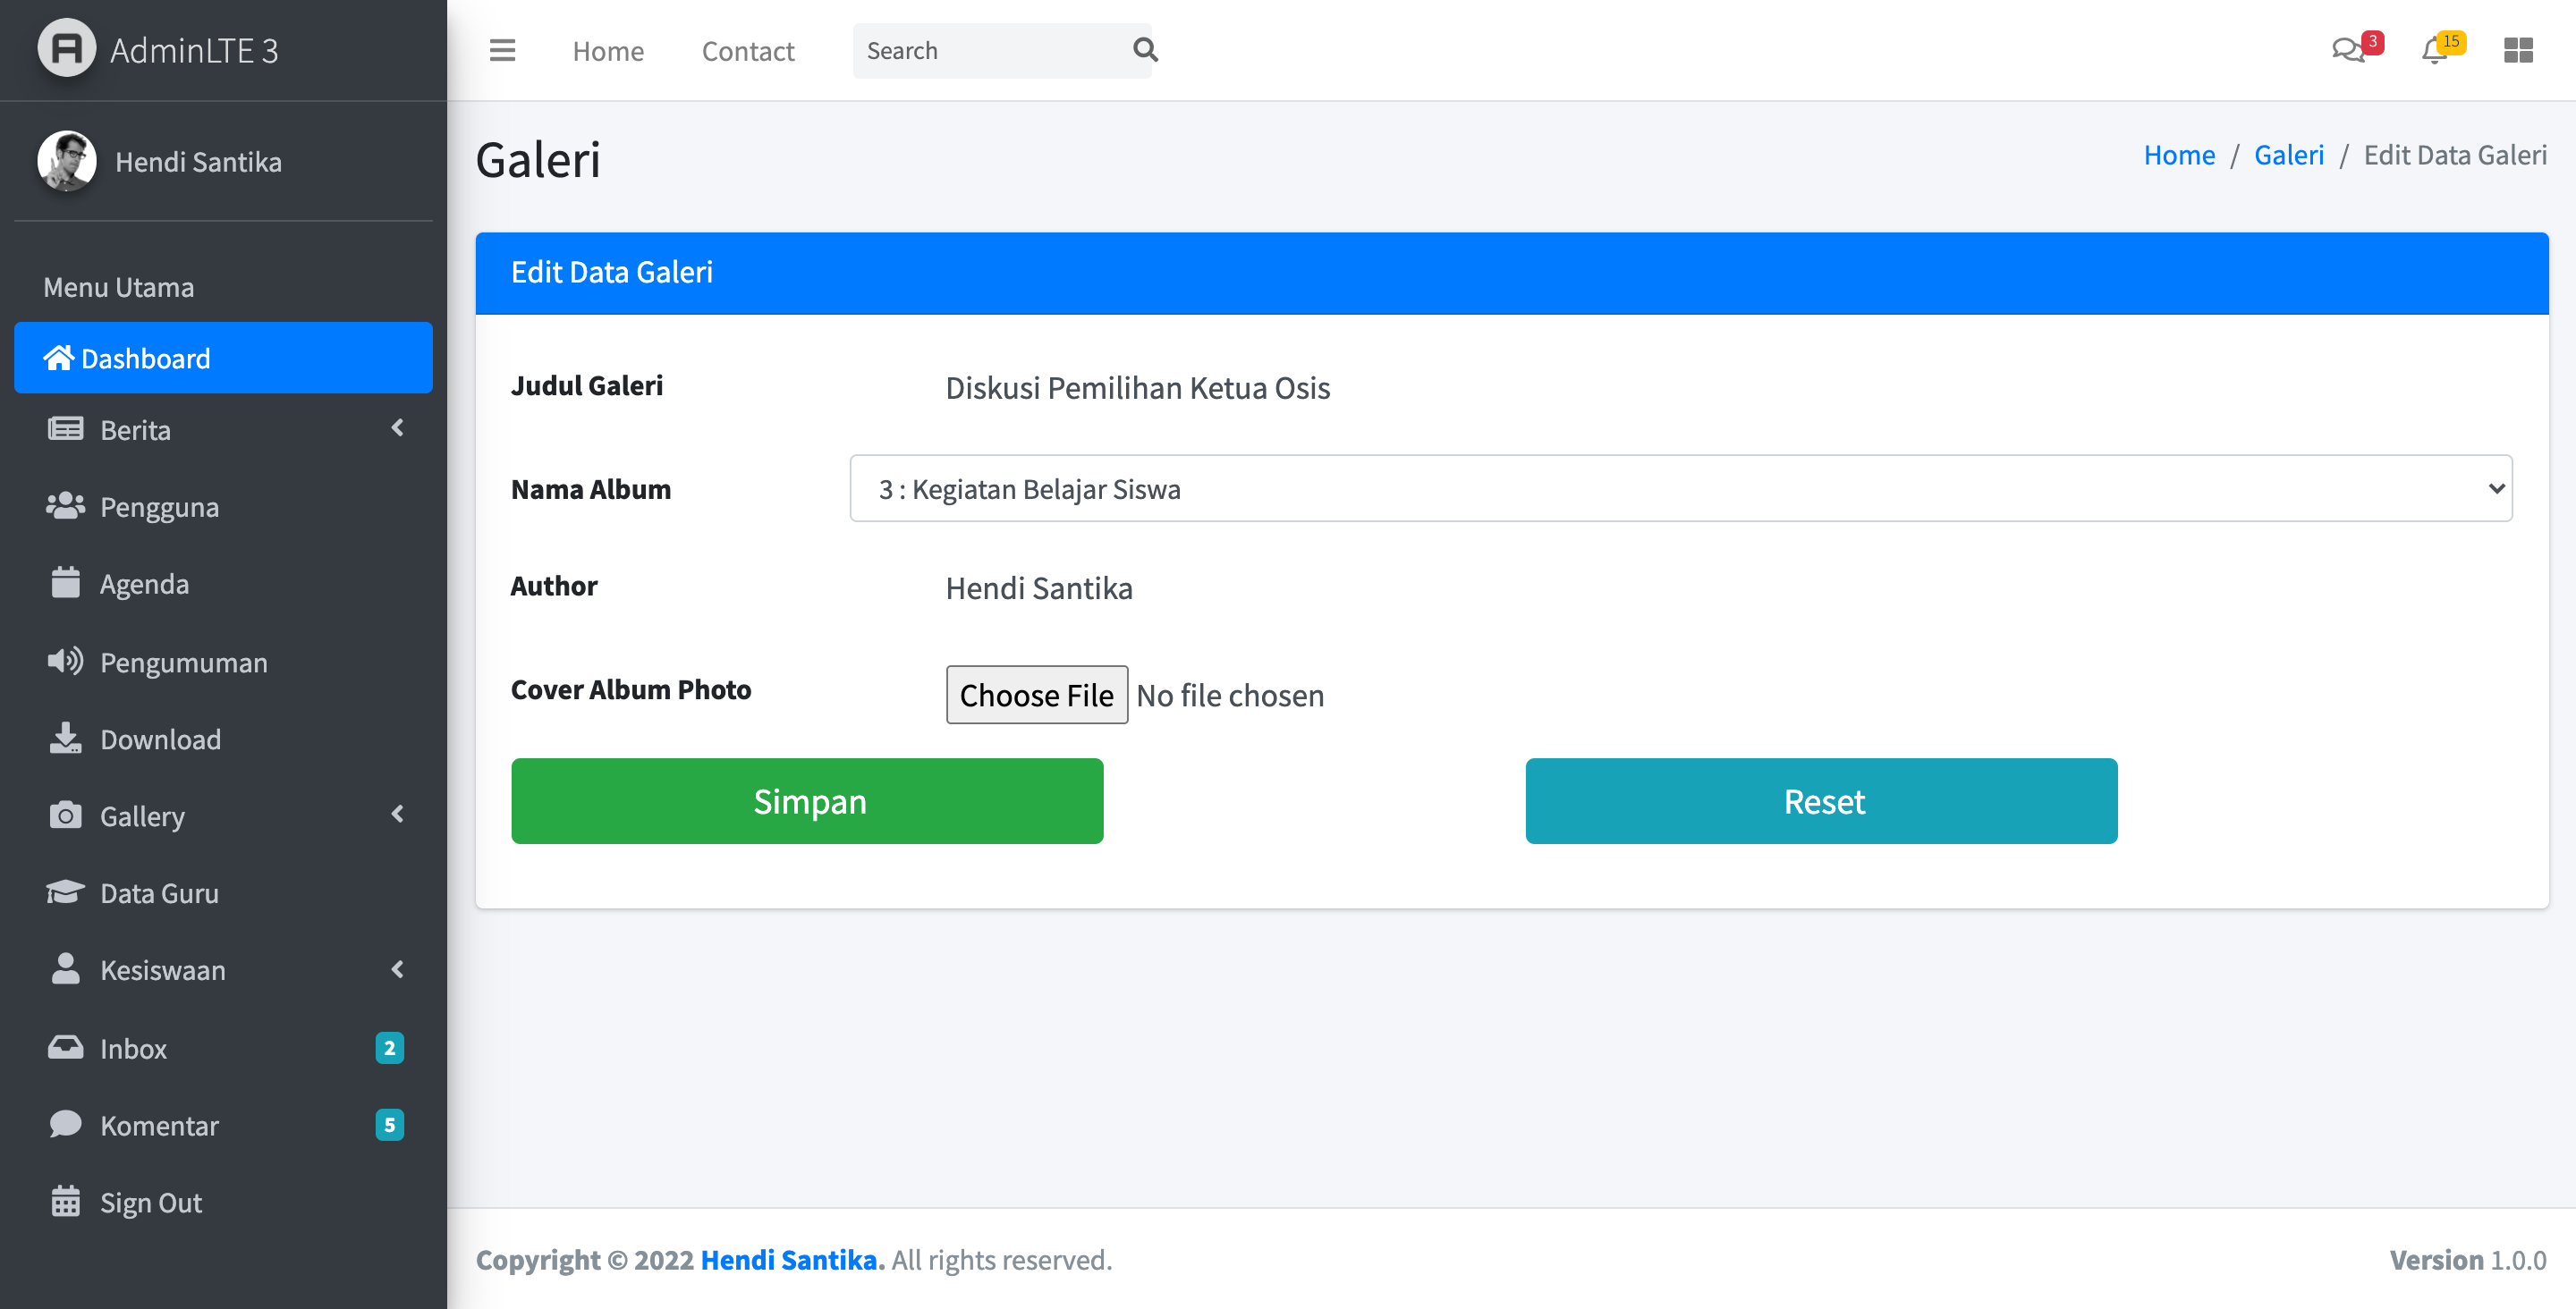 AdminLTE 3
Hendi Santika
Menu Utama
Dashboard
Berita
Pengguna
Agenda
Pengumuman
Download
Gallery
Data Guru
Kesiswaan
Inbox 2
Komentar 5
Sign Out
Home Contact Search 3 15
Galeri
Home / Galeri / Edit Data Galeri
Edit Data Galeri
Judul Galeri Diskusi Pemilihan Ketua Osis
Nama Album 3 : Kegiatan Belajar Siswa
Author Hendi Santika
Cover Album Photo Choose File No file chosen
Simpan Reset
Copyright © 2022 Hendi Santika. All rights reserved. Version 1.0.0